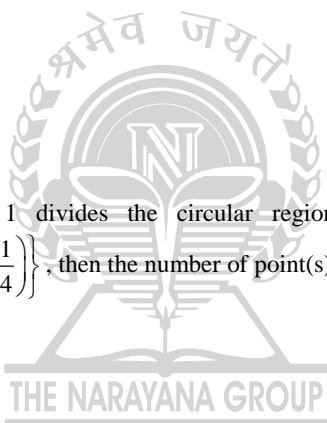 श्रमेव जयते
N
1 divides the circular region
1/4)}, then the number of point(s)
THE NARAYANA GROUP